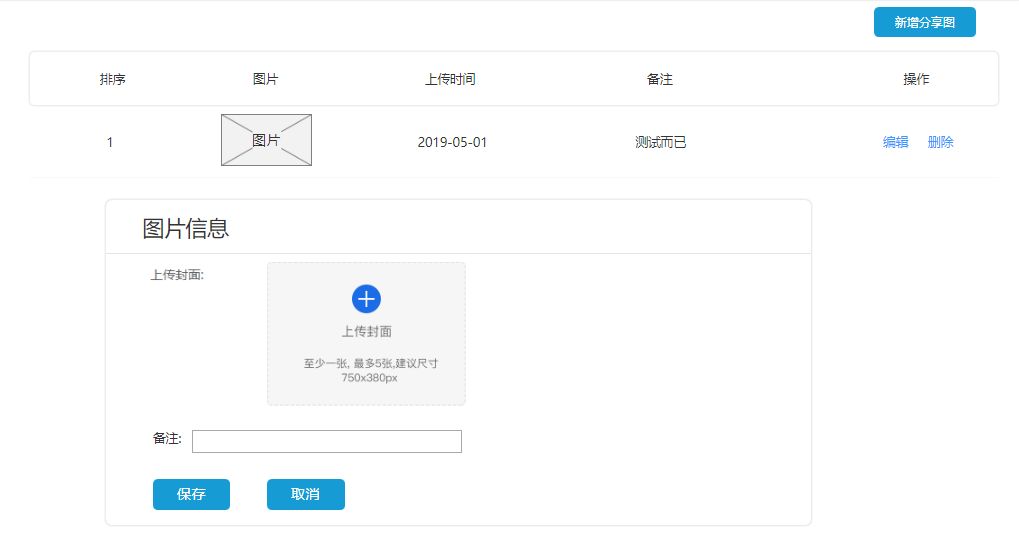 新增分享图
排序 图片 上传时间 备注 操作
1 图片 2019-05-01 测试而已 编辑 删除
图片信息
上传封面:
上传封面
至少一张, 最多5张,建议尺寸
750x380px
备注:
保存 取消